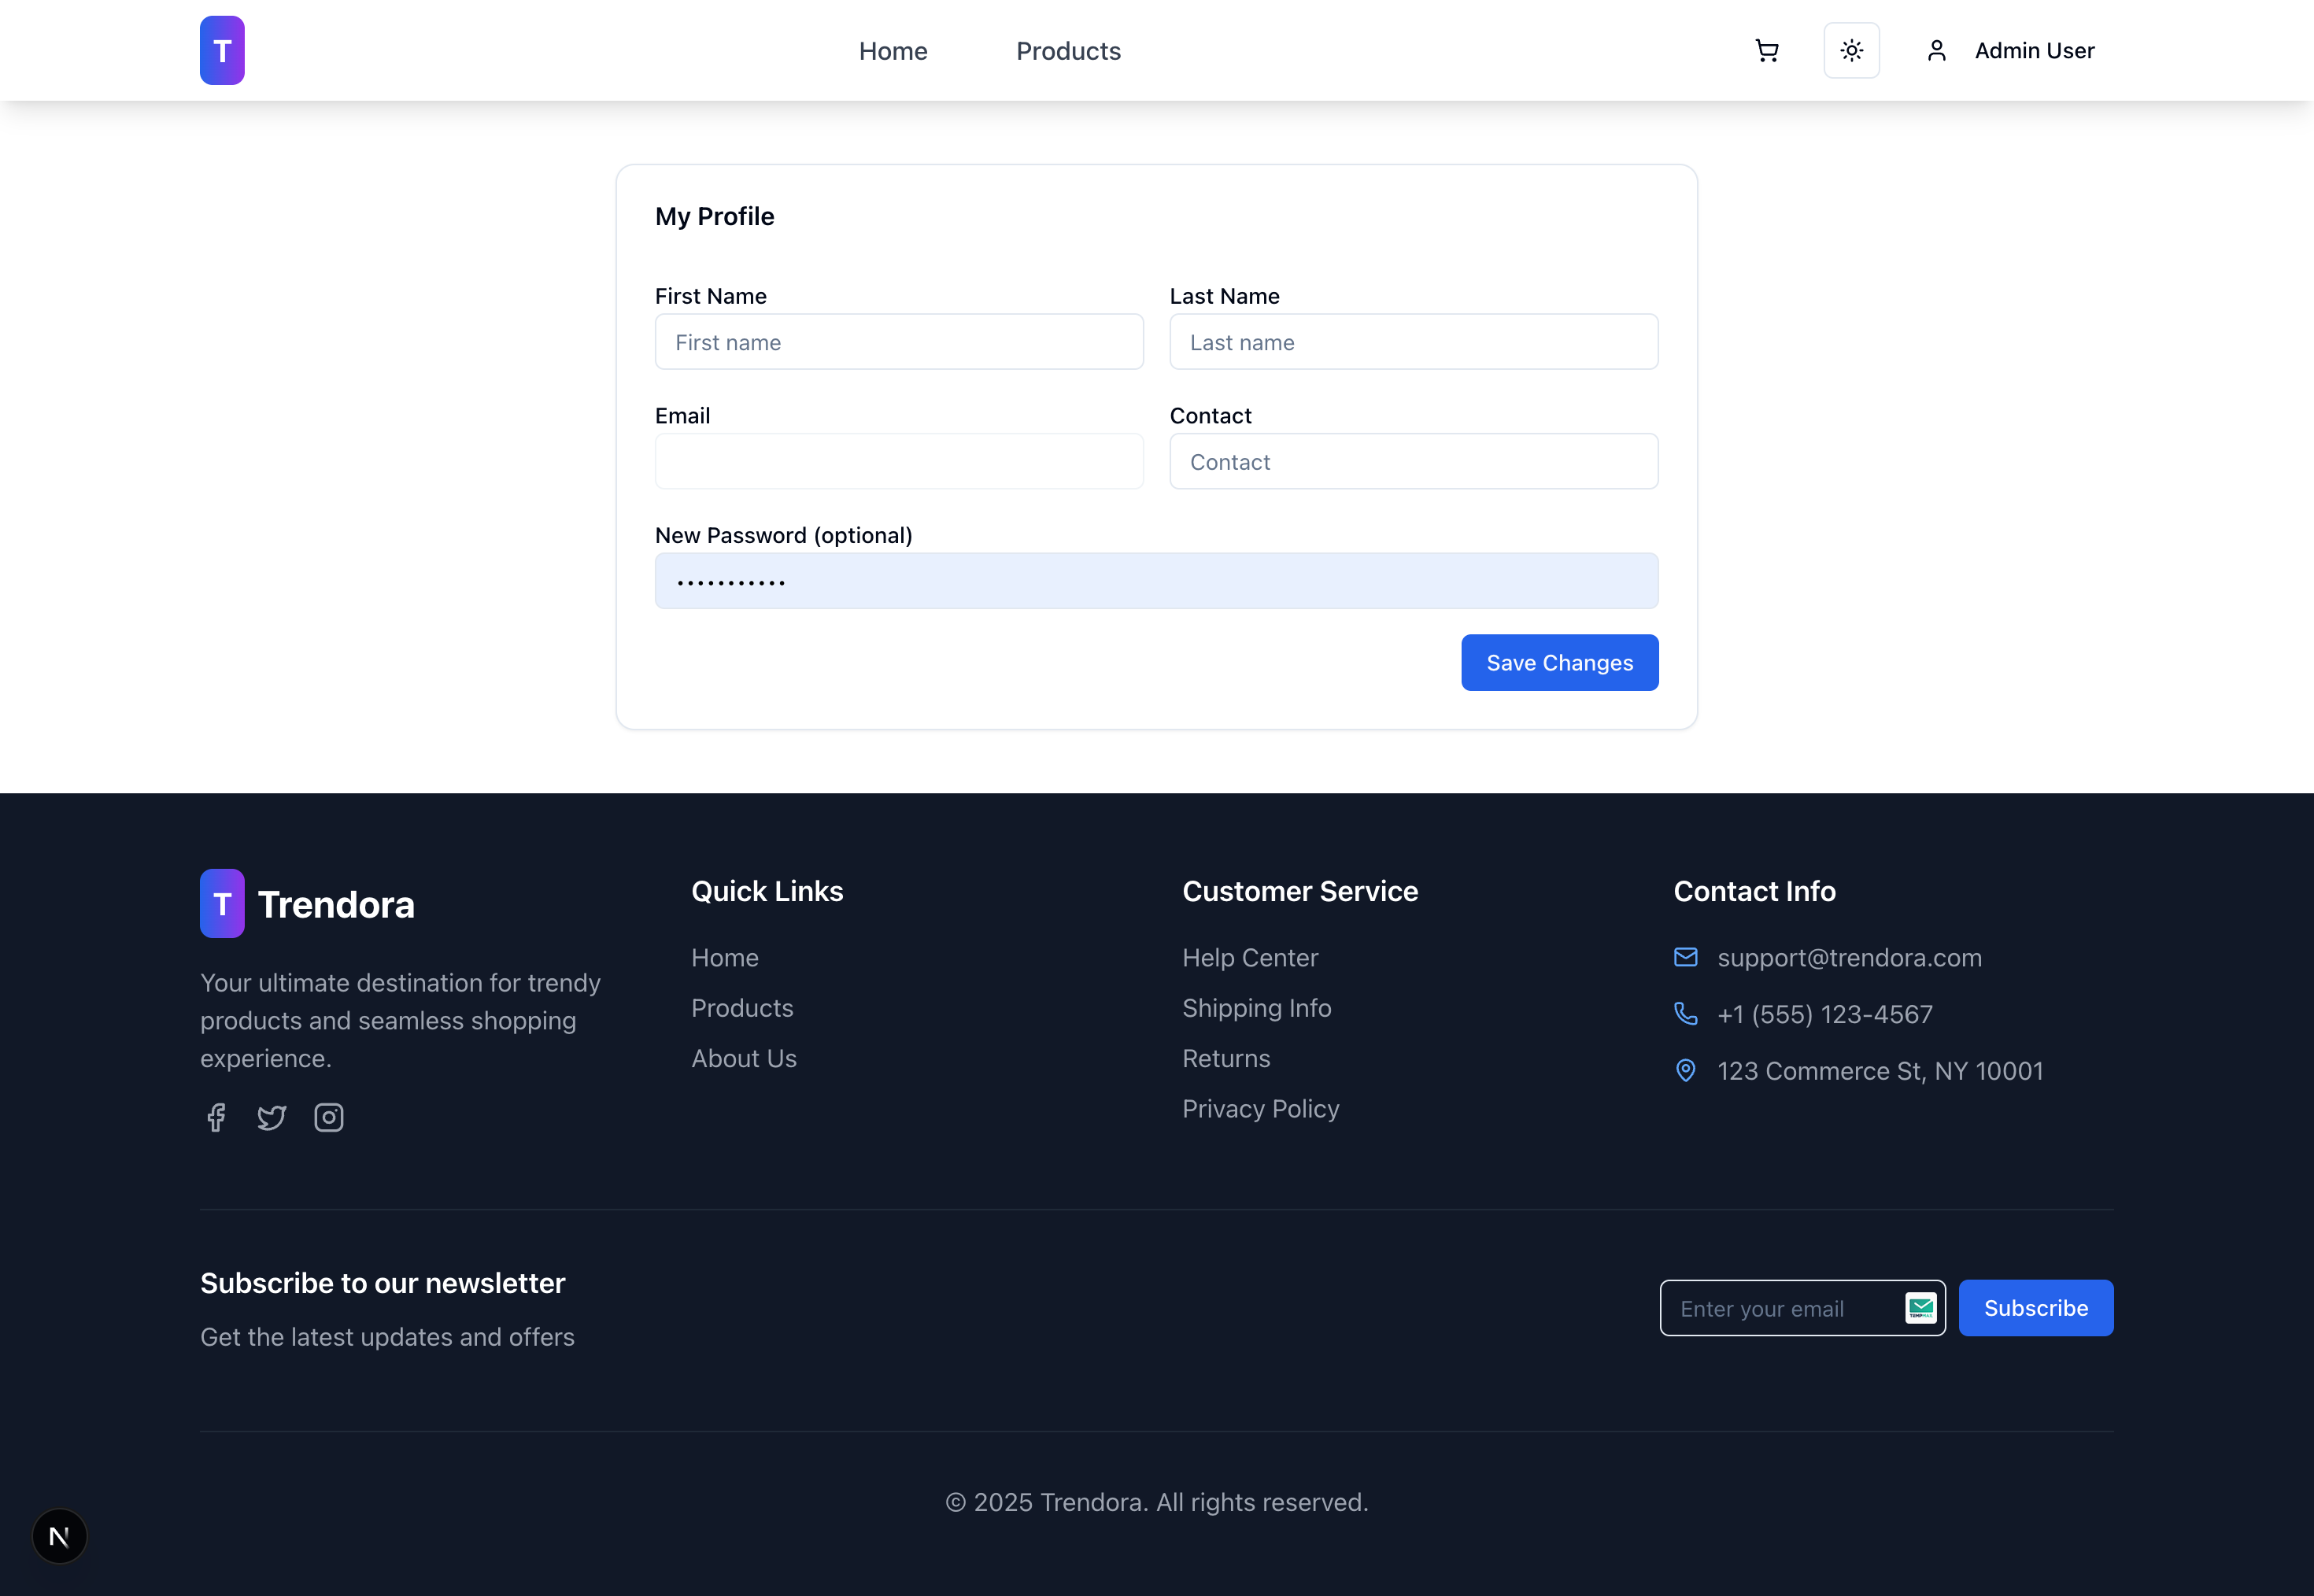 T
Home
Products
Admin User
My Profile
First Name
Last Name
First name
Last name
Email
Contact
Contact
New Password (optional)
•••••••••••
Save Changes
T
Trendora
Your ultimate destination for trendy
products and seamless shopping
experience.
Quick Links
Home
Products
About Us
Customer Service
Help Center
Shipping Info
Returns
Privacy Policy
Contact Info
support@trendora.com
+1 (555) 123-4567
123 Commerce St, NY 10001
Subscribe to our newsletter
Get the latest updates and offers
Enter your email
Subscribe
© 2025 Trendora. All rights reserved.
N